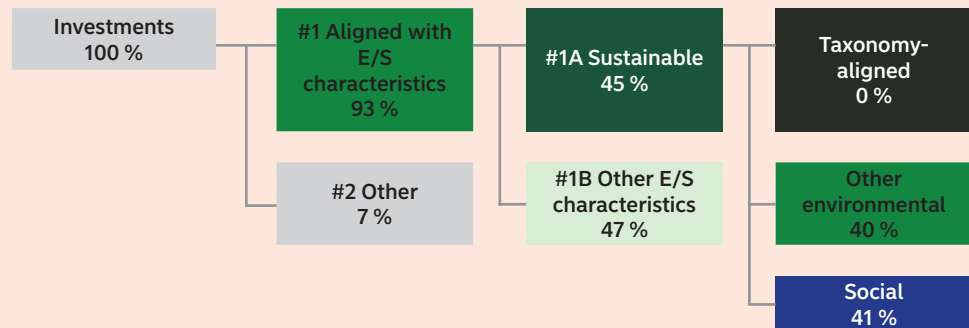 Investments
100 %
#1 Aligned with
E/S
characteristics
93 %
#1A Sustainable
45 %
Taxonomy-
aligned
0 %
#2 Other
7 %
#1B Other E/S
characteristics
47 %
Other
environmental
40 %
Social
41 %